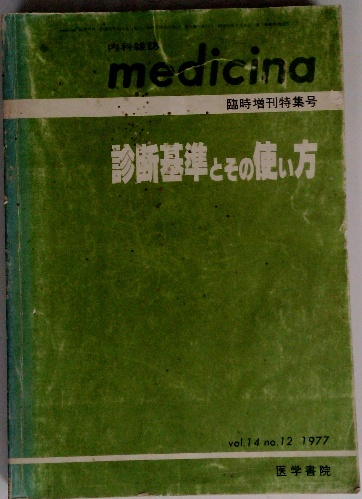 内科雑誌
medicina
臨時増刊特集号
診断基準とその使い方
vol.14 no.12 1977
医学書院